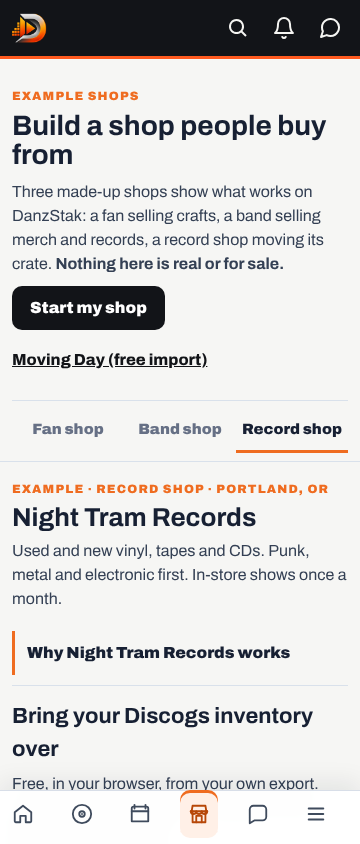 EXAMPLE SHOPS
Build a shop people buy
from
Three made-up shops show what works on
DanzStak: a fan selling crafts, a band selling
merch and records, a record shop moving its
crate. Nothing here is real or for sale.
Start my shop
Moving Day (free import)
Fan shop Band shop Record shop
EXAMPLE · RECORD SHOP · PORTLAND, OR
Night Tram Records
Used and new vinyl, tapes and CDs. Punk,
metal and electronic first. In-store shows once a
month.
Why Night Tram Records works
Bring your Discogs inventory
over
Free, in your browser, from your own export.